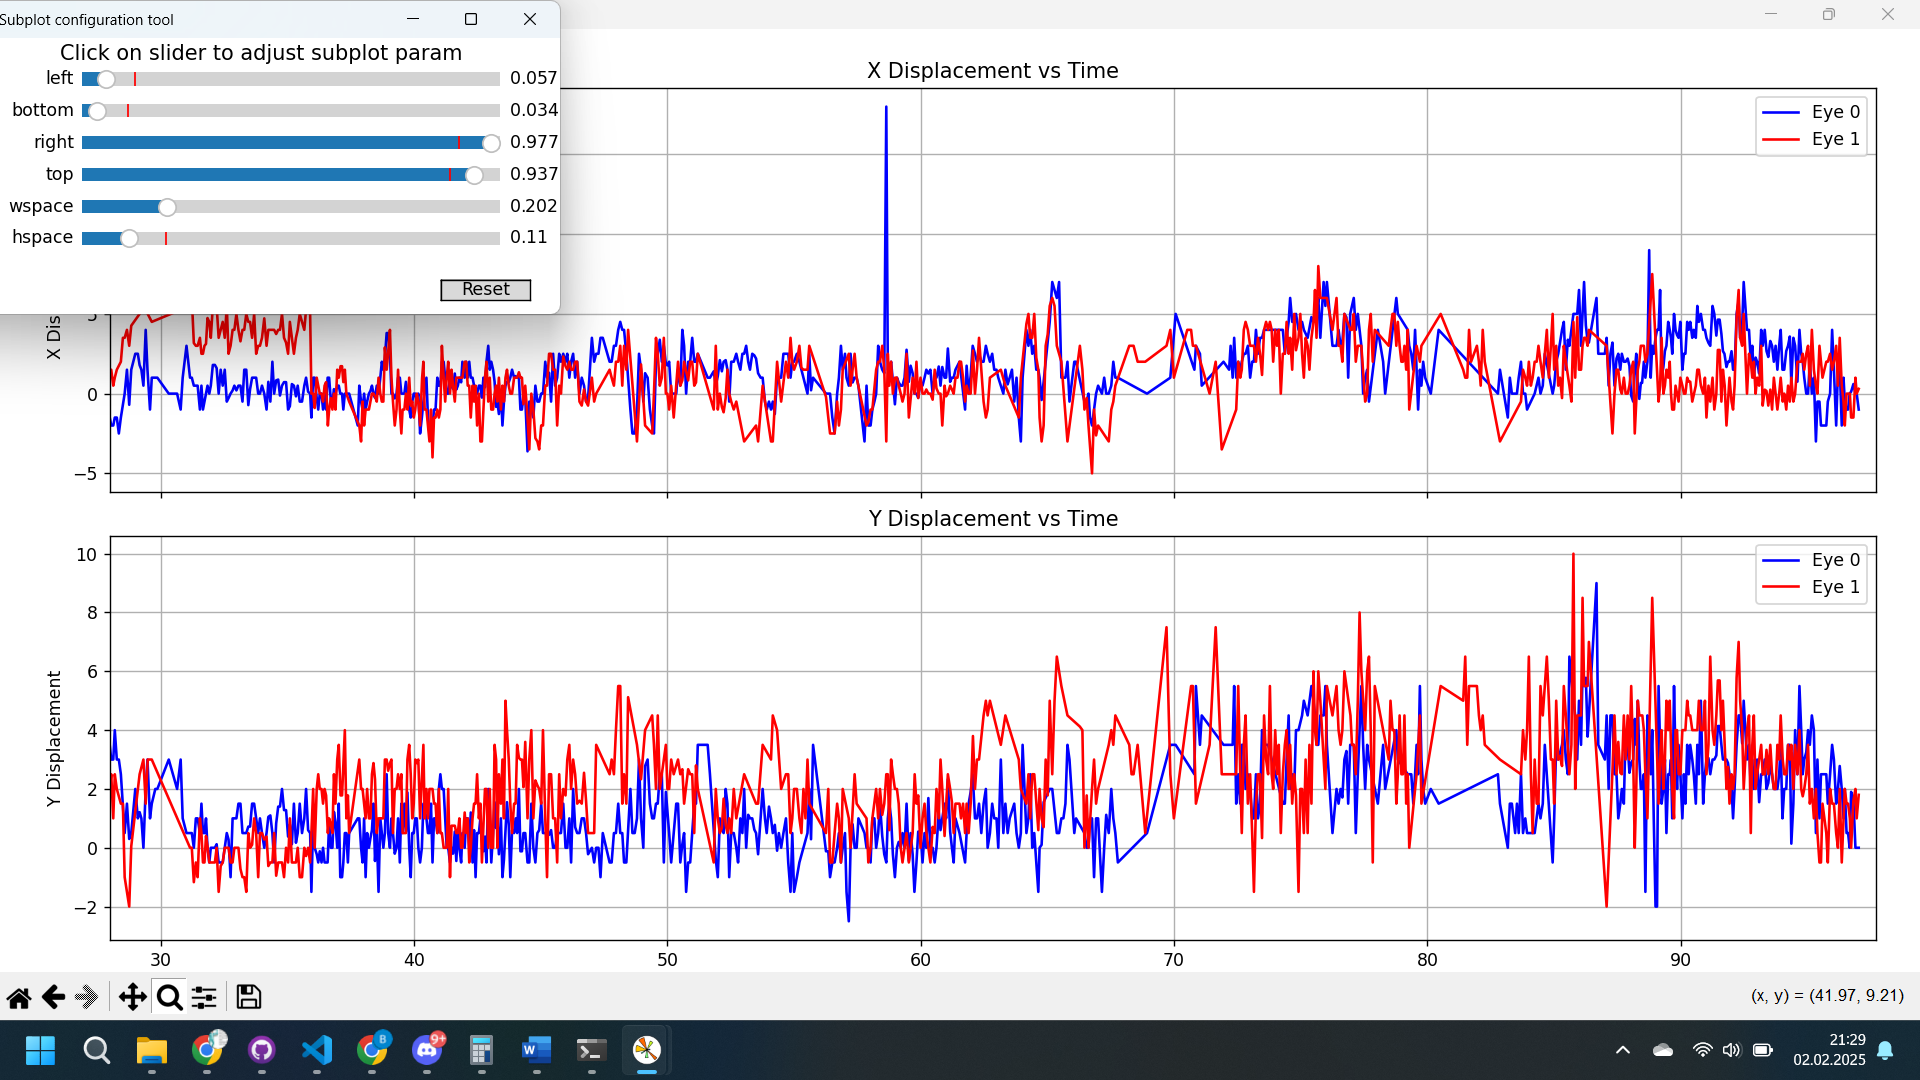 Subplot configuration tool
Click on slider to adjust subplot param
left 0.057
bottom 0.034
right 0.977
top 0.937
wspace 0.202
hspace 0.11
Reset
X Displacement vs Time
Eye 0
Eye 1
X Dis
0
−5
Y Displacement vs Time
Eye 0
Eye 1
Y Displacement
10
8
6
4
2
0
−2
30 40 50 60 70 80 90
(x, y) = (41.97, 9.21)
B
9+
W
21:29
02.02.2025